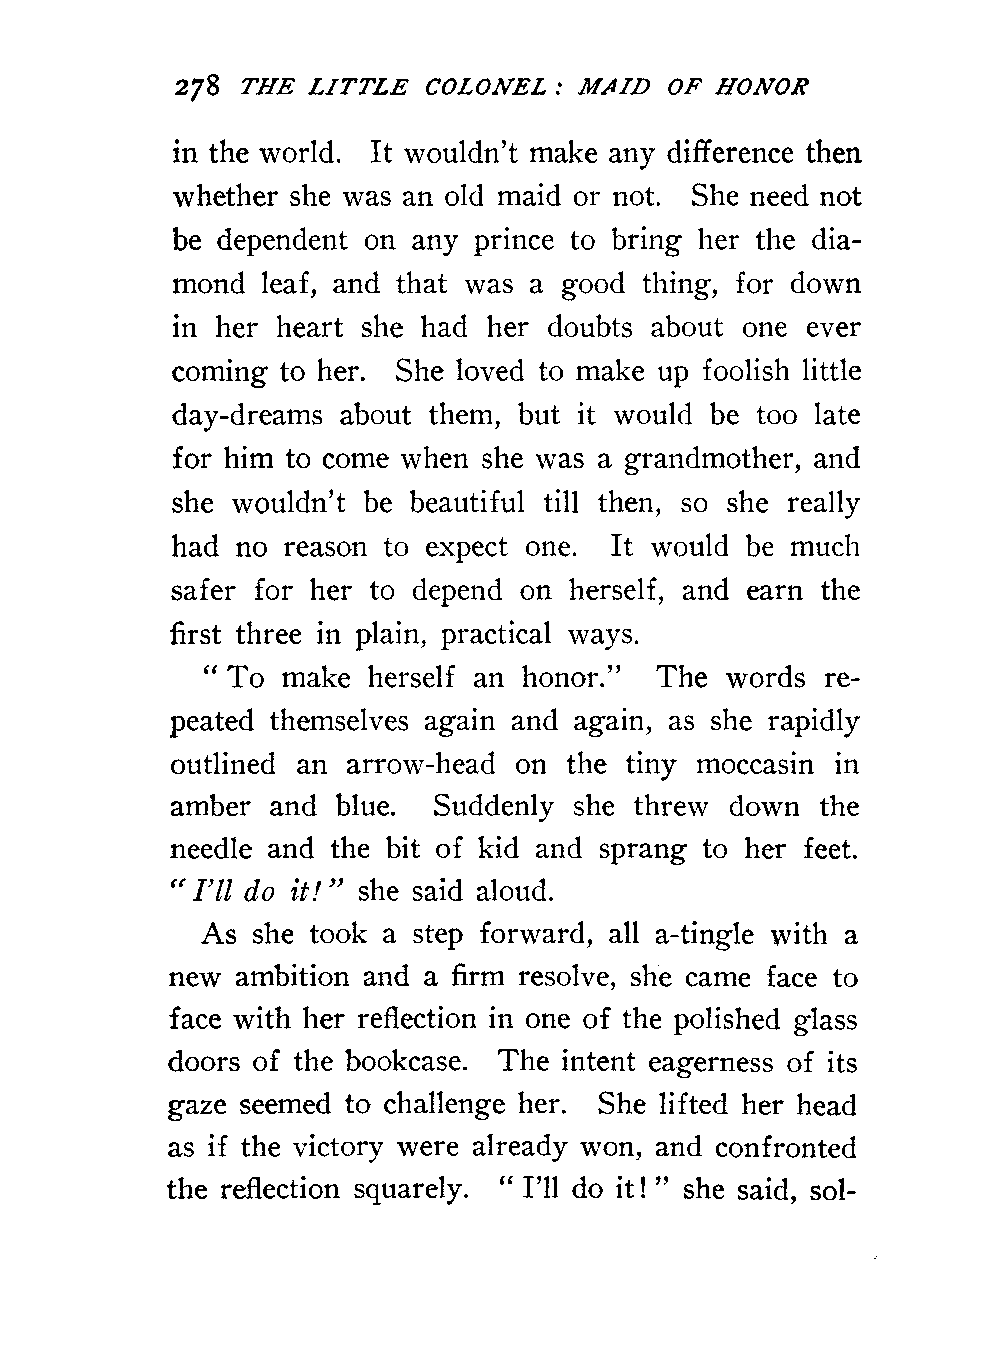 278 THE LITTLE COLONEL: MAID OF HONOR
in the world. It wouldn't make any difference then
whether she was an old maid or not. She need not
be dependent on any prince to bring her the dia-
mond leaf, and that was a good thing, for down
in her heart she had her doubts about one ever
coming to her. She loved to make up foolish little
day-dreams about them, but it would be too late
for him to come when she was a grandmother, and
she wouldn't be beautiful till then, so she really
had no reason to expect one. It would be much
safer for her to depend on herself, and earn the
first three in plain, practical ways.
“To make herself an honor.” The words re-
peated themselves again and again, as she rapidly
outlined an arrow-head on the tiny moccasin in
amber and blue. Suddenly she threw down the
needle and the bit of kid and sprang to her feet.
“I'll do it!” she said aloud.
As she took a step forward, all a-tingle with a
new ambition and a firm resolve, she came face to
face with her reflection in one of the polished glass
doors of the bookcase. The intent eagerness of its
gaze seemed to challenge her. She lifted her head
as if the victory were already won, and confronted
the reflection squarely. “I'll do it!” she said, sol-